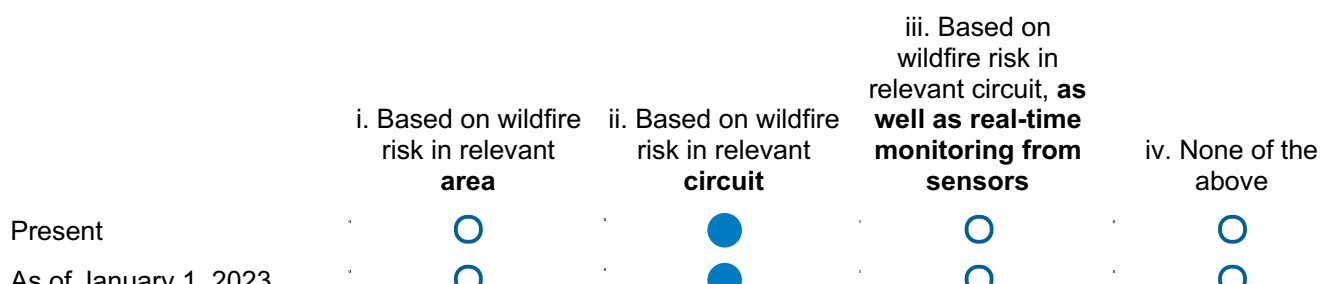 i. Based on wildfire
risk in relevant
area
ii. Based on wildfire
risk in relevant
circuit
iii. Based on
wildfire risk in
relevant circuit, as
well as real-time
monitoring from
sensors
iv. None of the
above
Present
As of January 1, 2023